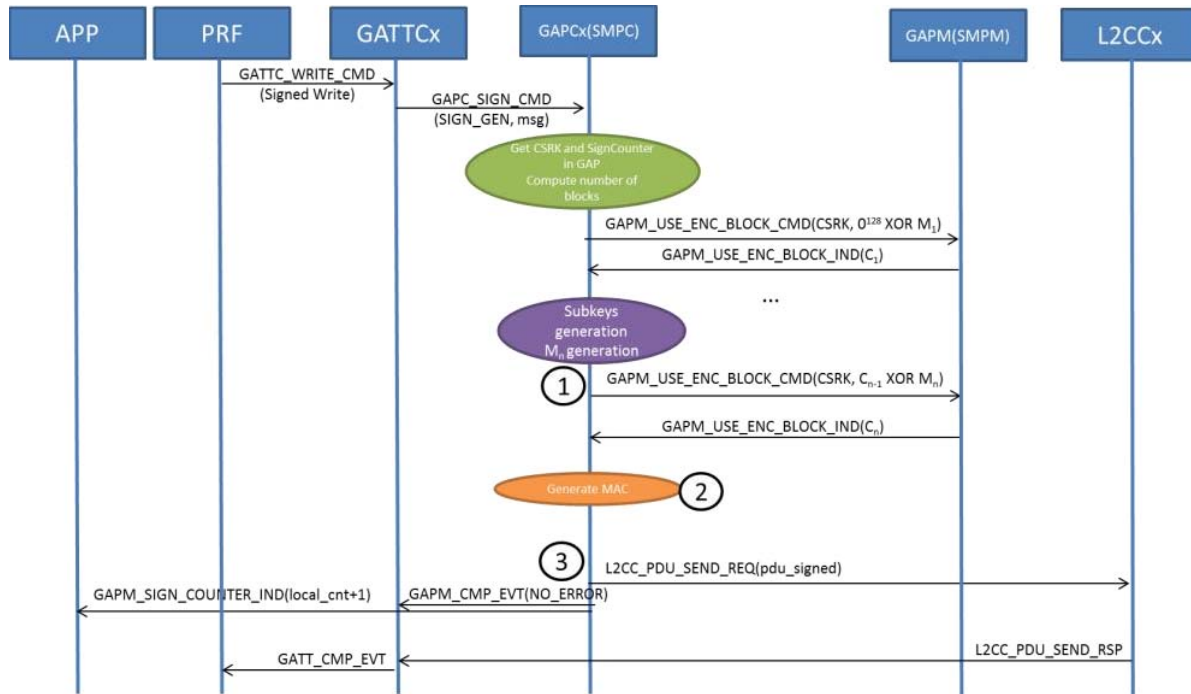 APP
PRF
GATTCx
GAPCx(SMPC)
GAPM(SMPM)
L2CCx
GATTC_WRITE_CMD
(Signed Write)
GAPC_SIGN_CMD
(SIGN_GEN, msg)
Get CSRK and SignCounter
in GAP
Compute number of
blocks
GAPM_USE_ENC_BLOCK_CMD(CSRK, 0¹²⁸ XOR M₁)
GAPM_USE_ENC_BLOCK_IND(C₁)
...
Subkeys
generation
Mₙ generation
1
GAPM_USE_ENC_BLOCK_CMD(CSRK, Cₙ₋₁ XOR Mₙ)
GAPM_USE_ENC_BLOCK_IND(Cₙ)
Generate MAC
2
3
L2CC_PDU_SEND_REQ(pdu_signed)
GAPM_SIGN_COUNTER_IND(local_cnt+1)
GAPM_CMP_EVT(NO_ERROR)
L2CC_PDU_SEND_RSP
GATT_CMP_EVT